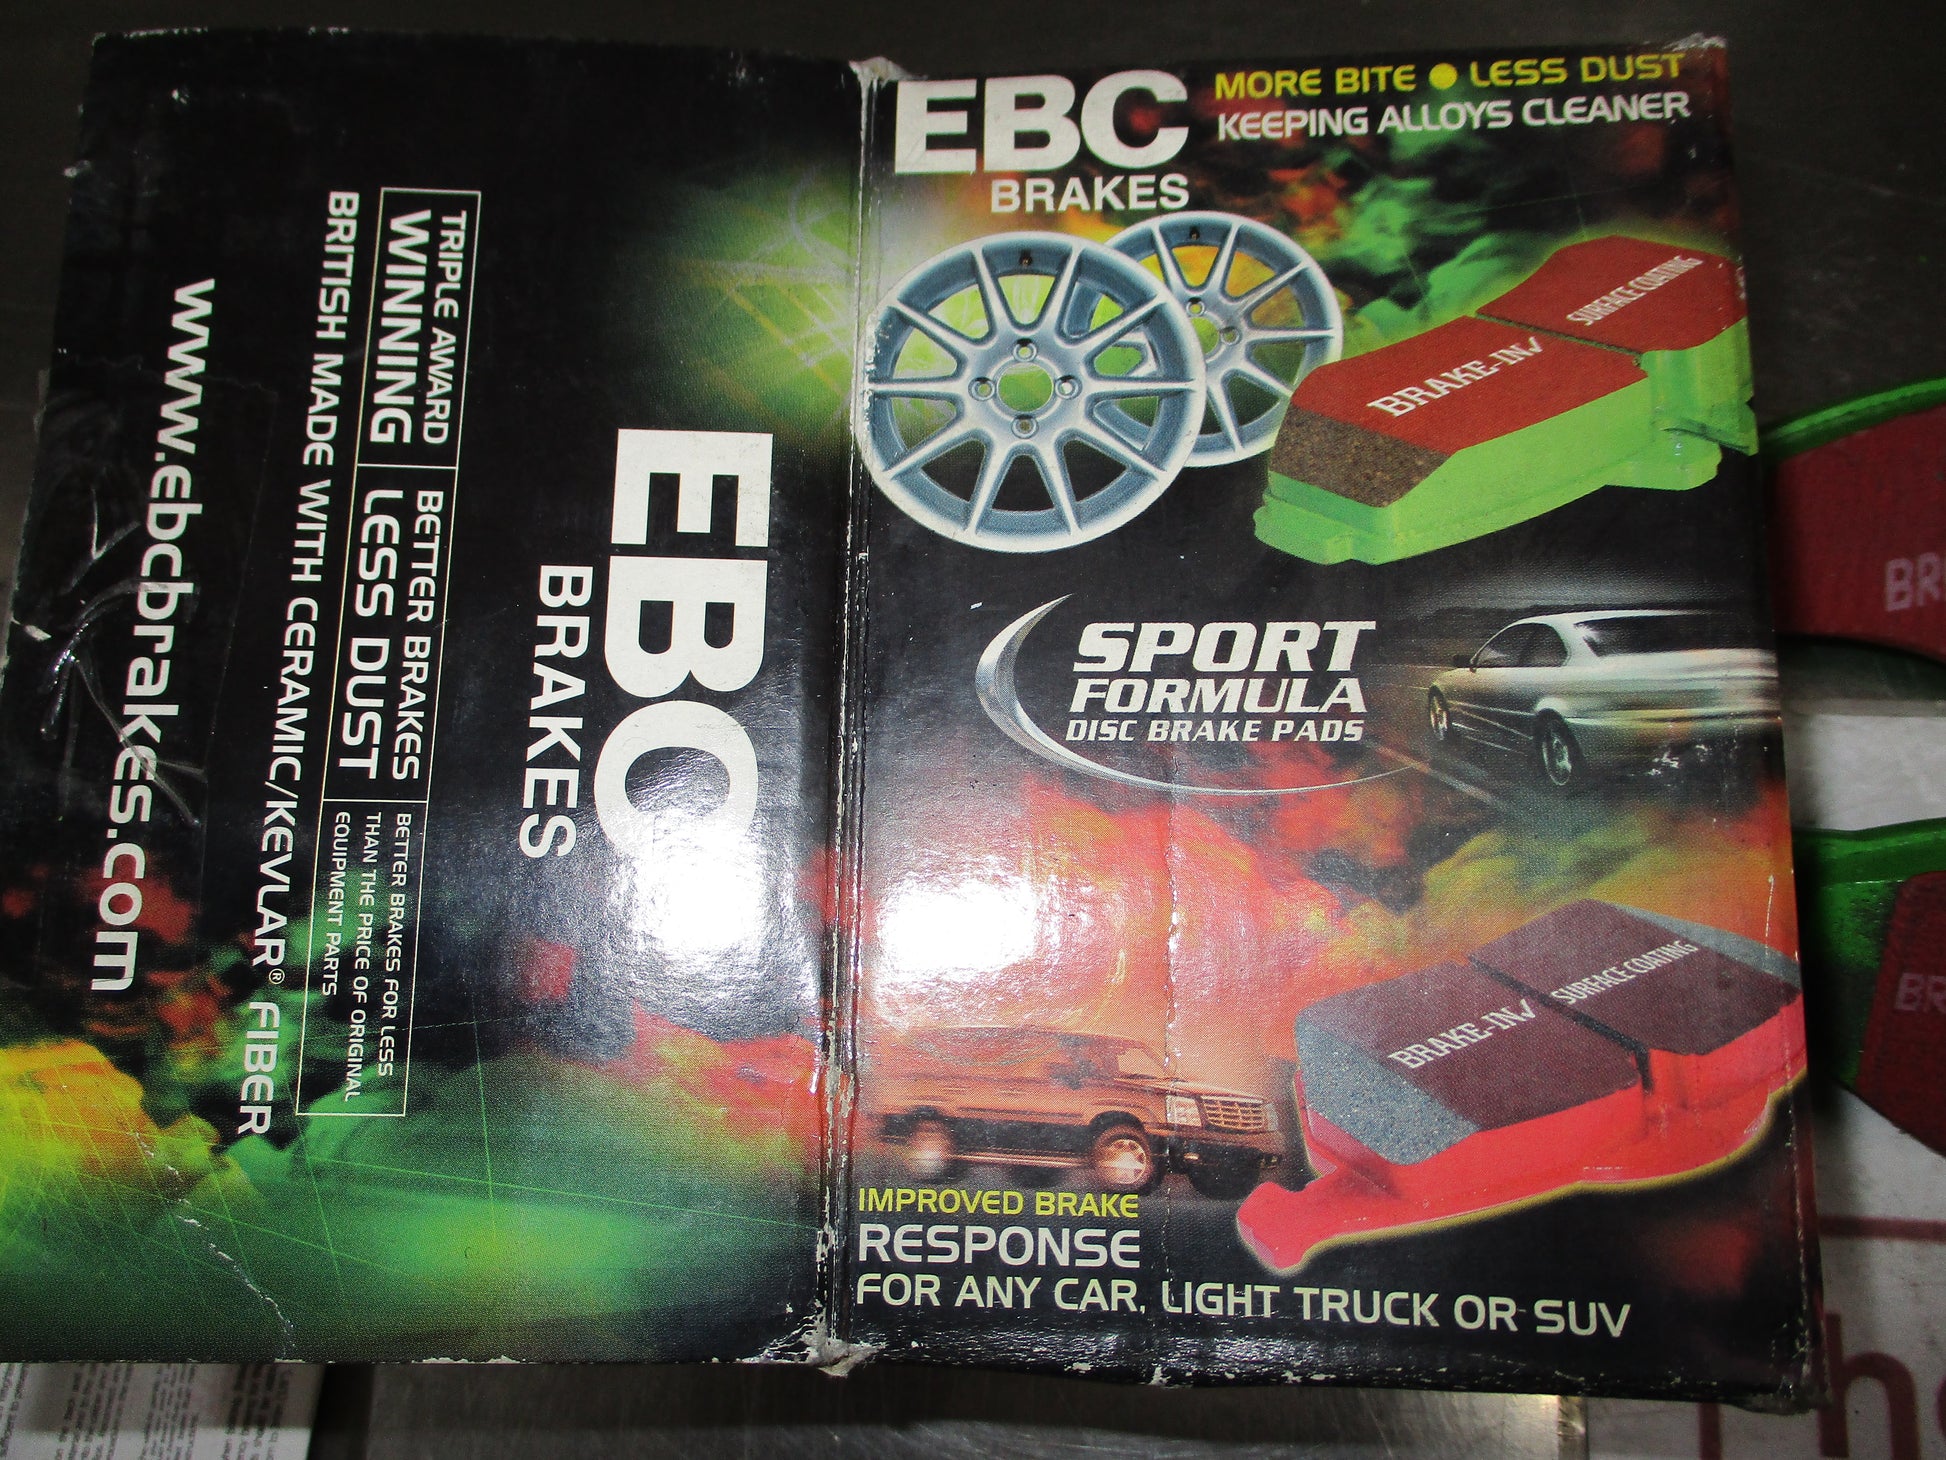 EBC
BRAKES
MORE BITE ● LESS DUST
KEEPING ALLOYS CLEANER
BRAKE-IN
SURFACE COATING
SPORT
FORMULA
DISC BRAKE PADS
BRAKE-IN
SURFACE COATING
IMPROVED BRAKE
RESPONSE
FOR ANY CAR, LIGHT TRUCK OR SUV
EBC
BRAKES
TRIPLE AWARD
WINNING
BETTER BRAKES
LESS DUST
BETTER BRAKES FOR LESS
THAN THE PRICE OF ORIGINAL
EQUIPMENT PARTS
BRITISH MADE WITH CERAMIC/KEVLAR® FIBER
www.ebcbrakes.com
BR
BR